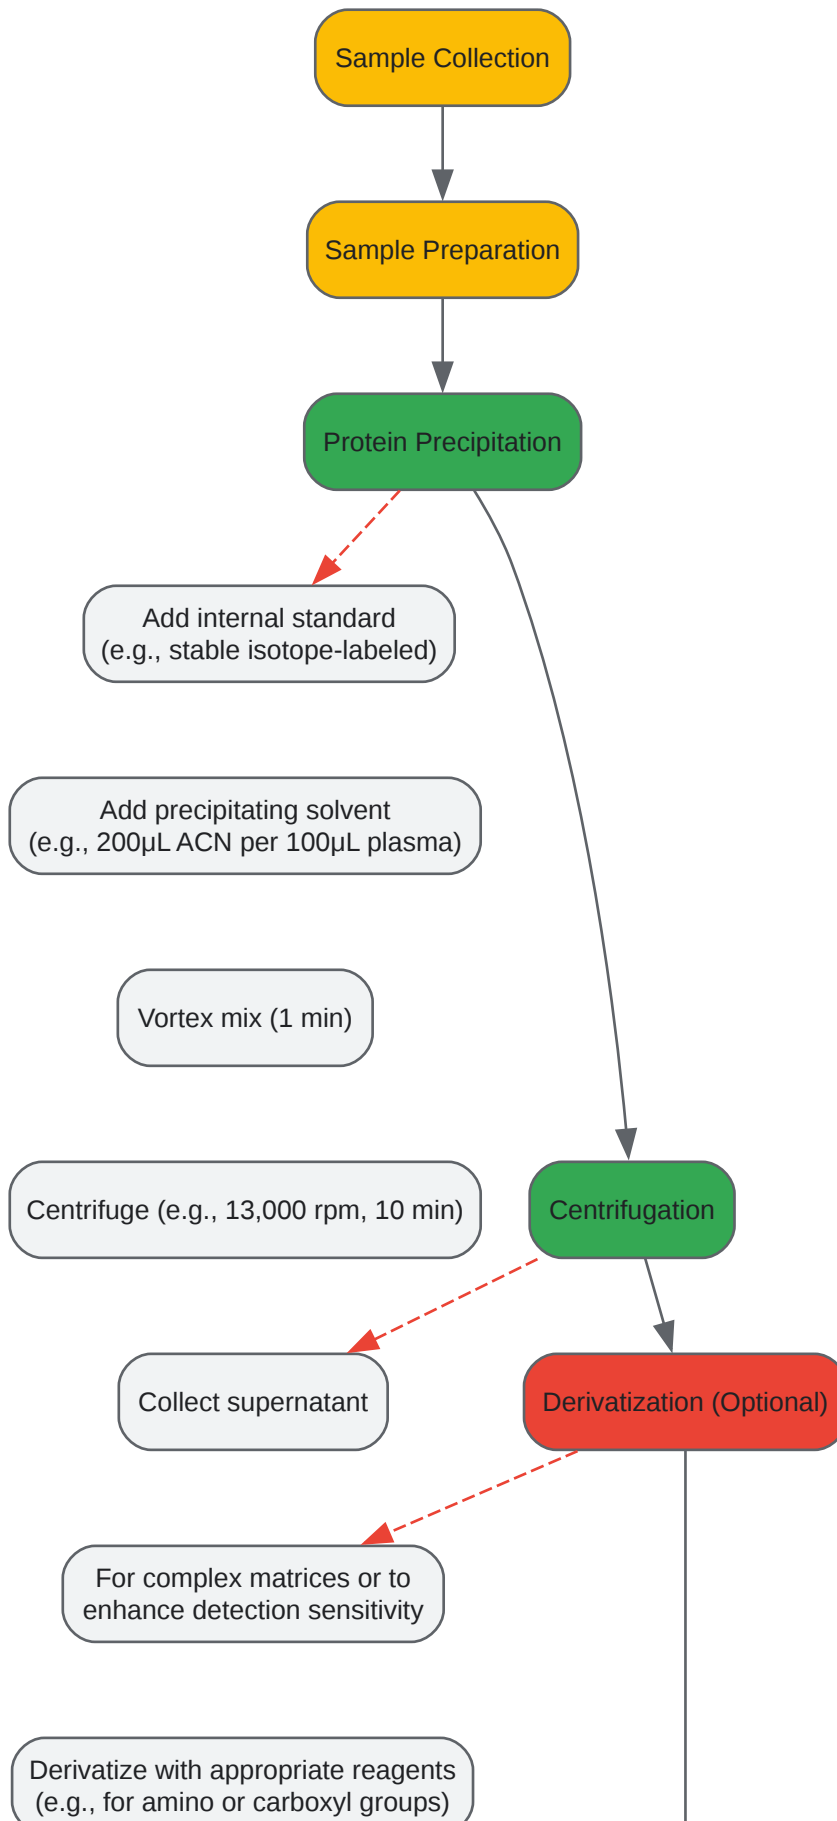 Sample Collection
Sample Preparation
Protein Precipitation
Add internal standard
(e.g., stable isotope-labeled)
Add precipitating solvent
(e.g., 200μL ACN per 100μL plasma)
Vortex mix (1 min)
Centrifuge (e.g., 13,000 rpm, 10 min)
Centrifugation
Collect supernatant
Derivatization (Optional)
For complex matrices or to
enhance detection sensitivity
Derivatize with appropriate reagents
(e.g., for amino or carboxyl groups)